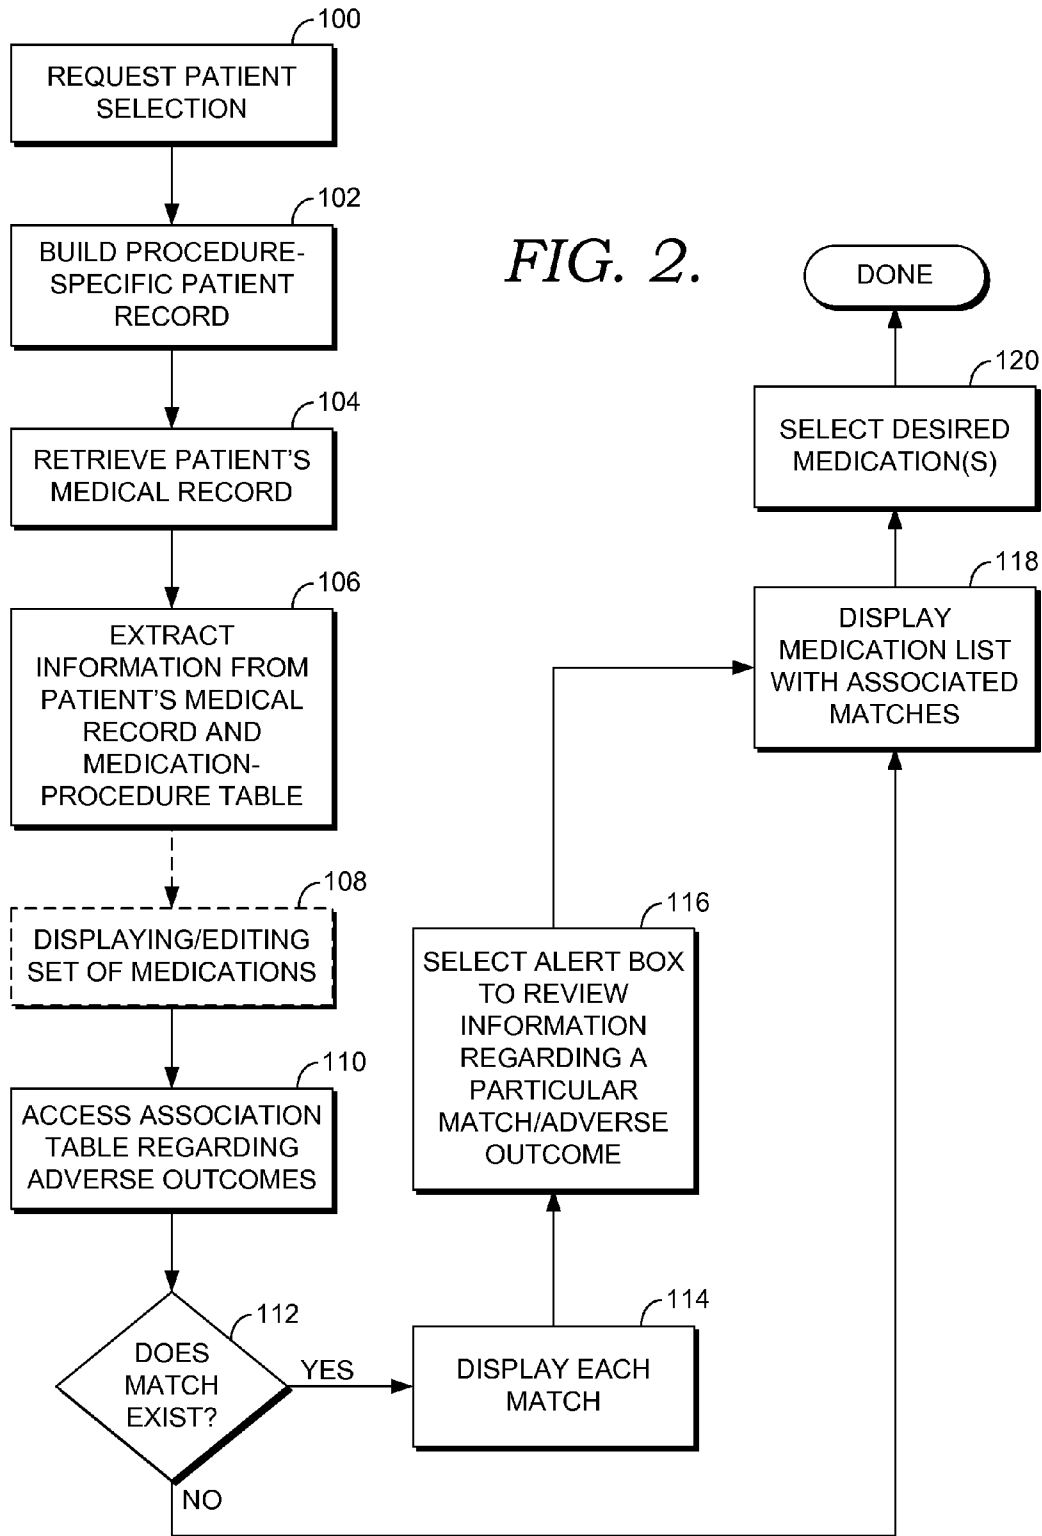 100
REQUEST PATIENT
SELECTION
102
BUILD PROCEDURE-
SPECIFIC PATIENT
RECORD
104
RETRIEVE PATIENT'S
MEDICAL RECORD
106
EXTRACT
INFORMATION FROM
PATIENT'S MEDICAL
RECORD AND
MEDICATION-
PROCEDURE TABLE
108
DISPLAYING/EDITING
SET OF MEDICATIONS
110
ACCESS ASSOCIATION
TABLE REGARDING
ADVERSE OUTCOMES
112
DOES
MATCH
EXIST?
YES
NO
114
DISPLAY EACH
MATCH
116
SELECT ALERT BOX
TO REVIEW
INFORMATION
REGARDING A
PARTICULAR
MATCH/ADVERSE
OUTCOME
118
DISPLAY
MEDICATION LIST
WITH ASSOCIATED
MATCHES
120
SELECT DESIRED
MEDICATION(S)
DONE
FIG. 2.